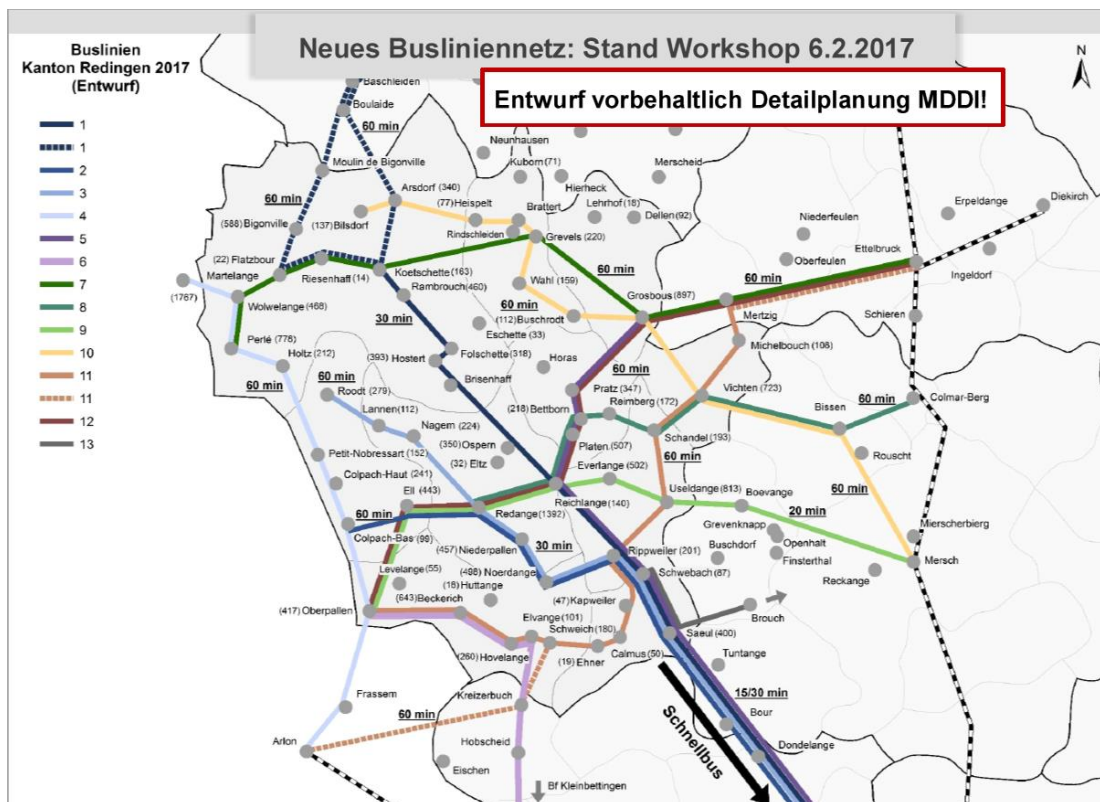 Neues Busliniennetz: Stand Workshop 6.2.2017
Entwurf vorbehaltlich Detailplanung MDDI!
Buslinien
Kanton Redingen 2017
(Entwurf)
1
1
2
3
4
5
6
7
8
9
10
11
11
12
13
N
Baschleiden
Boulaide
60 min
Moulin de Bigonville
Neunhausen
Kuborn (71)
Merscheid
Hierheck
Arsdorf (340)
(77) Heispelt
Brattert
Lehrhof (18)
Dellen (92)
Erpeldange
Diekirch
60 min
(588) Bigonville
(137) Bilsdorf
Rindschleiden
Grevels (220)
Niederfeulen
Ettelbruck
Oberfeulen
Ingeldorf
(22) Flatzbour
Martelange
Riesenhaff (14)
Koetschette (163)
Rambrouch (460)
Wahl (159)
60 min
60 min
(1787)
Wolwelange (468)
Grosbous (897)
Mertzig
Schieren
30 min
60 min
(112) Buschrodt
Eschette (33)
Michelbouch (108)
Perlé (778)
Holtz (212)
(393) Hostert
Folschette (318)
Horas
60 min
60 min
60 min
Roodt (279)
Brisenhaff
Pratz (347)
Reimberg (172)
Vichten (723)
Bissen
60 min
Colmar-Berg
Lannen (112)
(218) Bettborn
Nagem (224)
(350) Ospern
Platen (507)
Schandel (193)
Rouscht
Petit-Nobressart (152)
(32) Eltz
Everlange (502)
60 min
Colpach-Haut (241)
Ell (443)
Reichlange (140)
Useldange (813)
Boevange
60 min
60 min
Redange (1392)
20 min
Mierscherbierg
Colpach-Bas (99)
(457) Niederpallen
30 min
Rippweiler (201)
Buschdorf
Grevenknapp
Openhalt
Finsterthal
Mersch
Levelange (55)
(498) Noerdange
Schwebach (87)
Reckange
(643) Beckerich
(18) Huttange
(47) Kapweiler
(417) Oberpallen
Elvange (101)
Schweich (180)
Saeul (400)
Brouch
(260) Hovelange
(19) Ehner
Calmus (50)
Tuntange
Kreizerbuch
15/30 min
Frassem
60 min
Schnellbus
Bour
Arlon
Hobscheid
Dondelange
Eischen
Bf Kleinbettingen